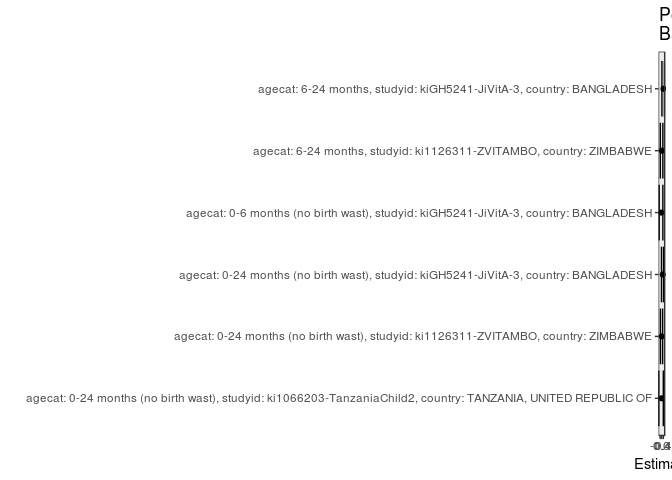 P
B
agecat: 6-24 months, studyid: kiGH5241-JiVitA-3, country: BANGLADESH
agecat: 6-24 months, studyid: ki1126311-ZVITAMBO, country: ZIMBABWE
agecat: 0-6 months (no birth wast), studyid: kiGH5241-JiVitA-3, country: BANGLADESH
agecat: 0-24 months (no birth wast), studyid: kiGH5241-JiVitA-3, country: BANGLADESH
agecat: 0-24 months (no birth wast), studyid: ki1126311-ZVITAMBO, country: ZIMBABWE
agecat: 0-24 months (no birth wast), studyid: ki1066203-TanzaniaChild2, country: TANZANIA, UNITED REPUBLIC OF
Estima